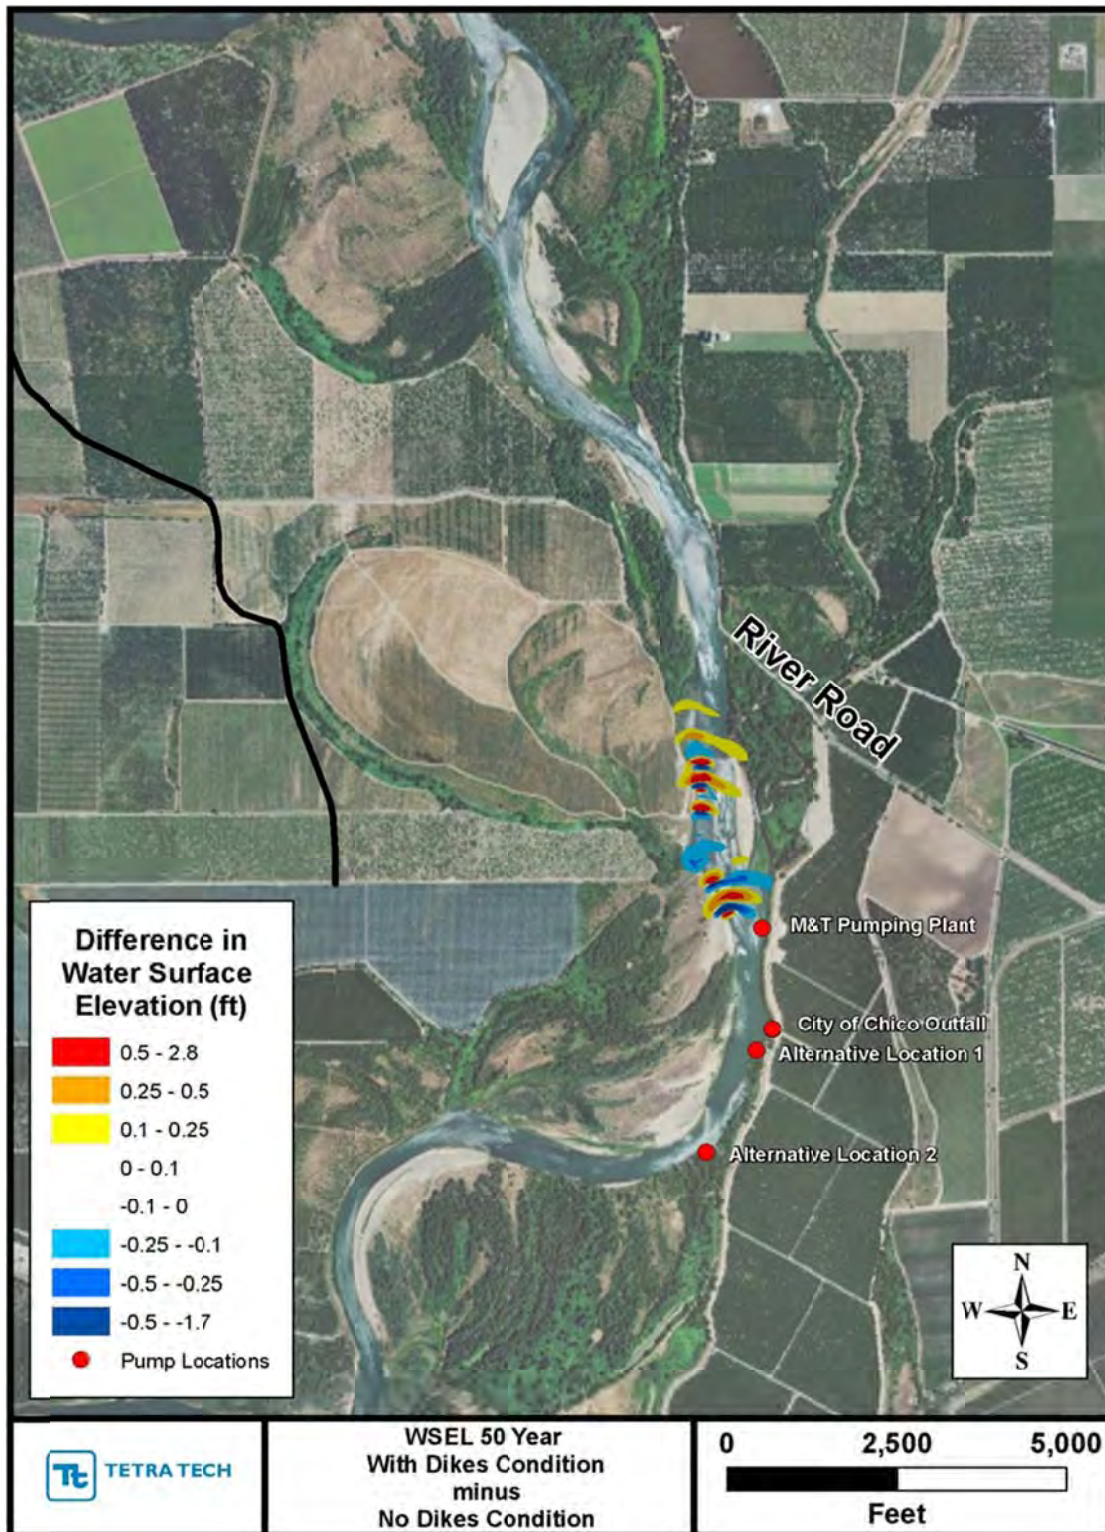 River Road
M&T Pumping Plant
City of Chico Outfall
Alternative Location 1
Alternative Location 2
Difference in
Water Surface
Elevation (ft)
0.5 - 2.8
0.25 - 0.5
0.1 - 0.25
0 - 0.1
-0.1 - 0
-0.25 - -0.1
-0.5 - -0.25
-0.5 - -1.7
Pump Locations
N
W E
S
Tt TETRA TECH
WSEL 50 Year
With Dikes Condition
minus
No Dikes Condition
0 2,500 5,000
Feet